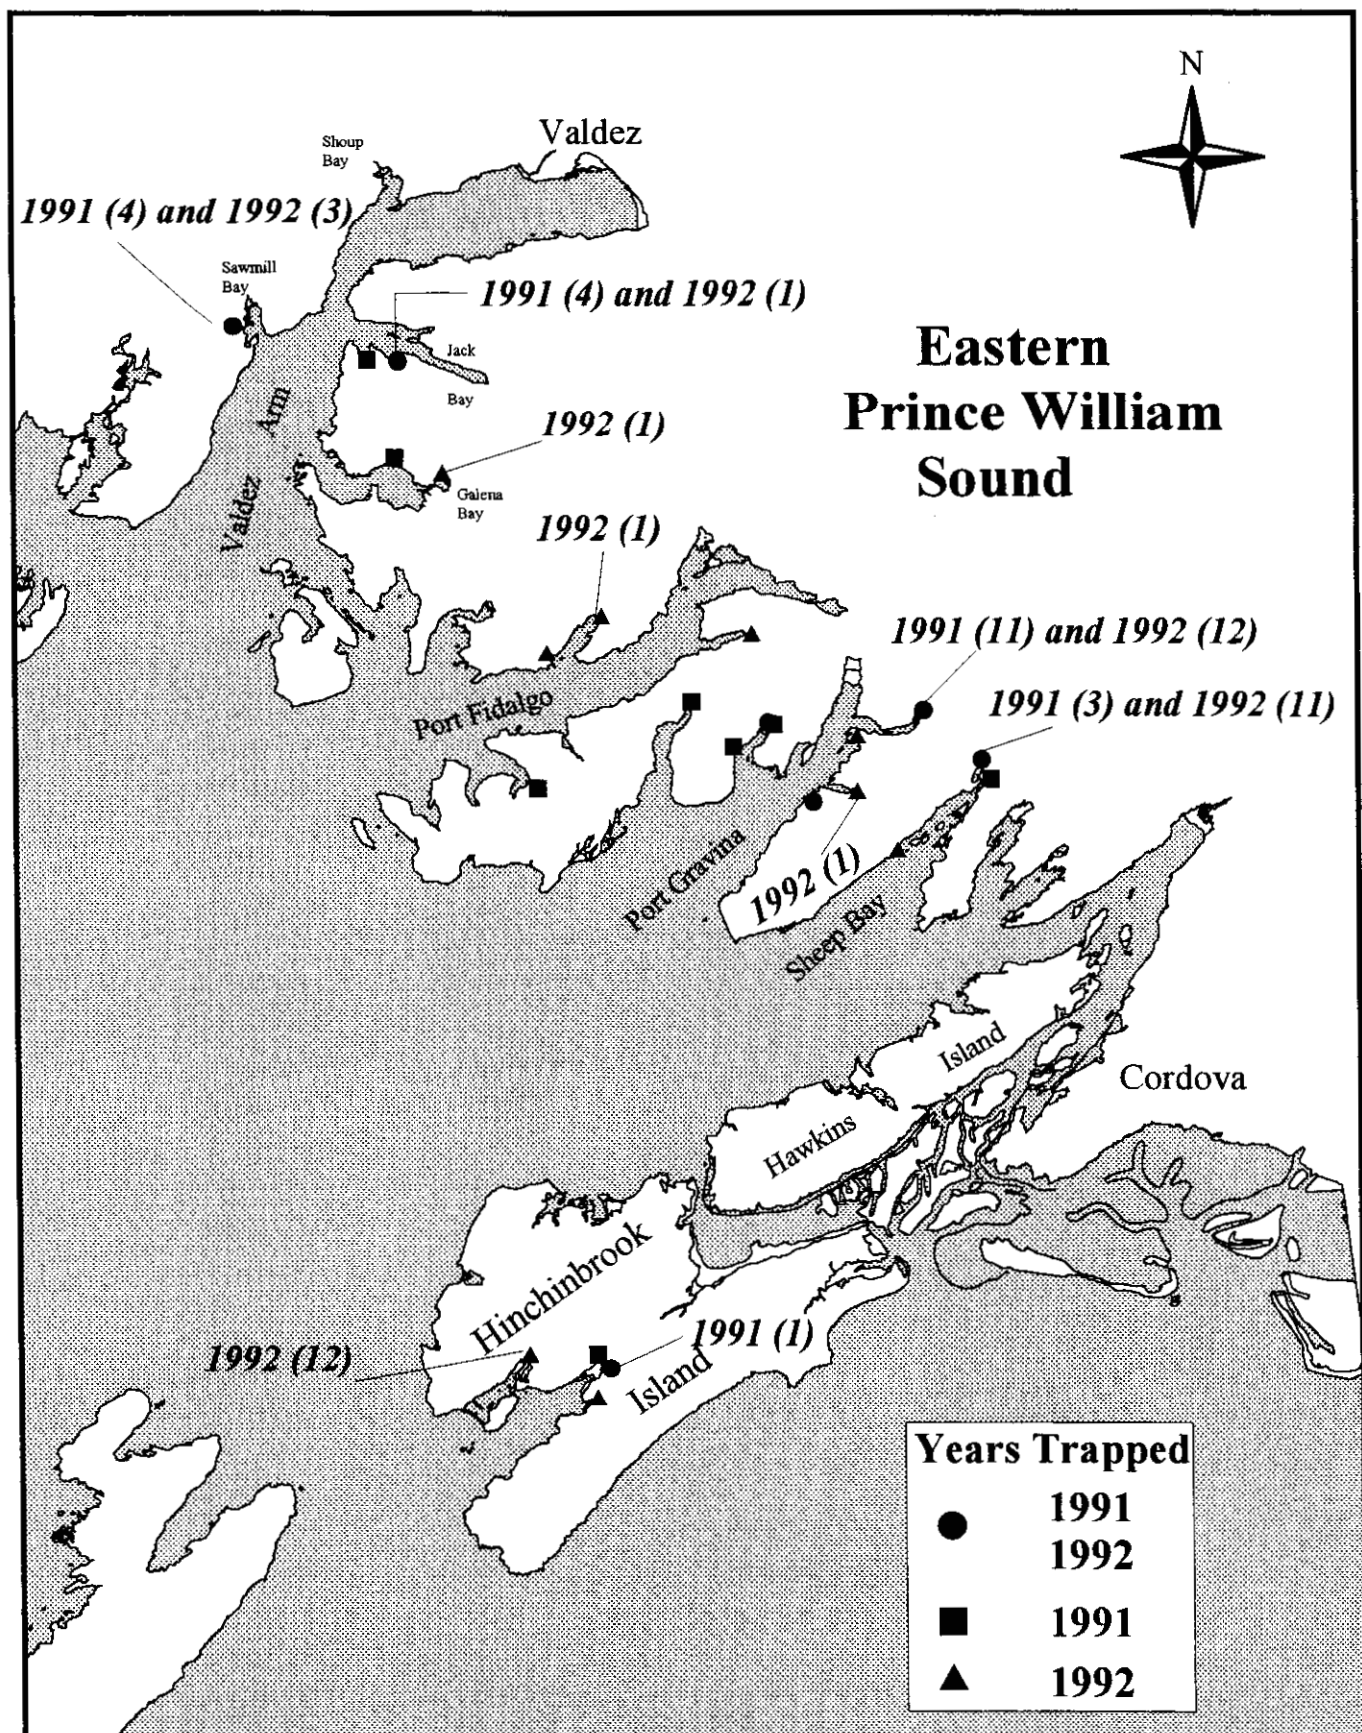 N
Valdez
Shoup
Bay
1991 (4) and 1992 (3)
Sawmill
Bay
1991 (4) and 1992 (1)
Eastern
Prince William
Sound
Jack
Bay
Valdez Arm
1992 (1)
Galena
Bay
1992 (1)
1991 (11) and 1992 (12)
1991 (3) and 1992 (11)
Port Fidalgo
Port Gravina
1992 (1)
Sheep Bay
Hawkins Island
Cordova
Hinchinbrook Island
1991 (1)
1992 (12)
Years Trapped
1991
1992
1991
1992